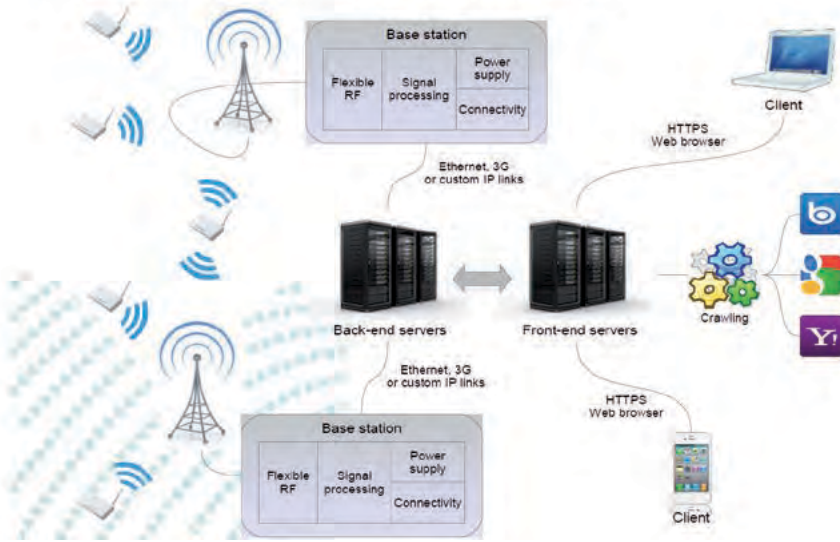 Base station
Flexible
RF
Signal
processing
Power
supply
Connectivity
Client
HTTPS
Web browser
Ethernet, 3G
or custom IP links
b
Back-end servers
Front-end servers
Crawling
Y!
Ethernet, 3G
or custom IP links
HTTPS
Web browser
Base station
Flexible
RF
Signal
processing
Power
supply
Connectivity
Client